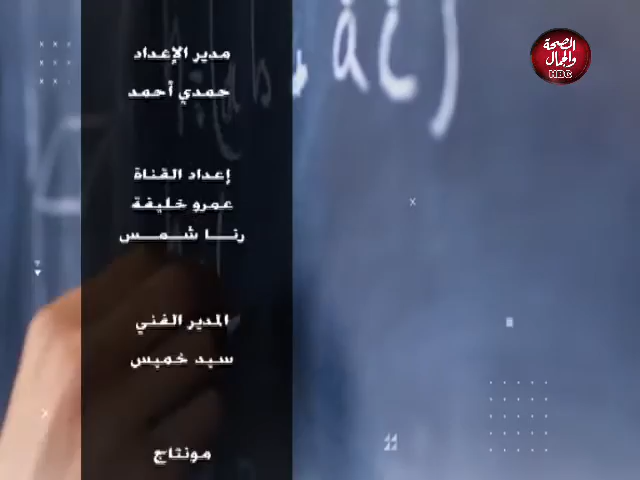 مدير الإعداد
حمدي أحمد
إعداد القناة
عمرو خليفة
رنا شمس
المدير الفني
سيد خميس
مونتاج
الصحة
والجمال
HBC